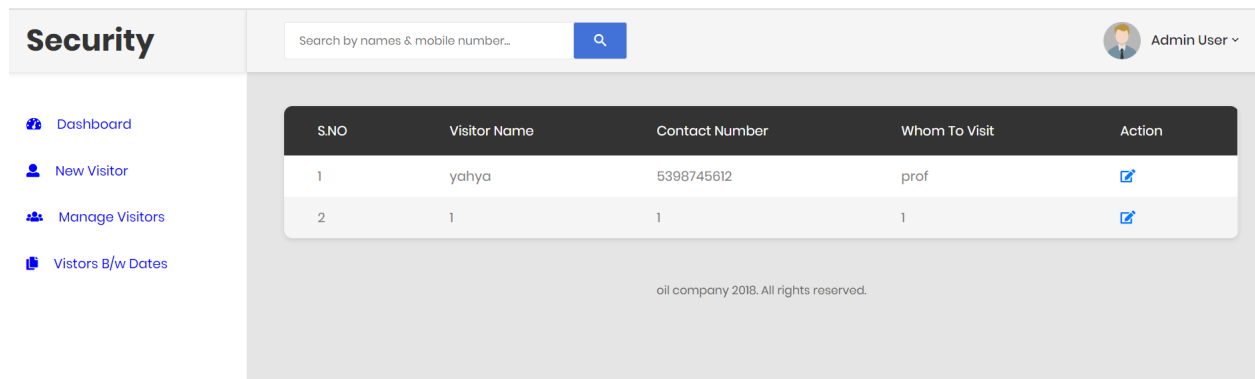 Security
Search by names & mobile number...
Admin User
Dashboard
New Visitor
Manage Visitors
Vistors B/w Dates
S.NO Visitor Name Contact Number Whom To Visit Action
1 yahya 5398745612 prof
2 1 1 1
oil company 2018. All rights reserved.